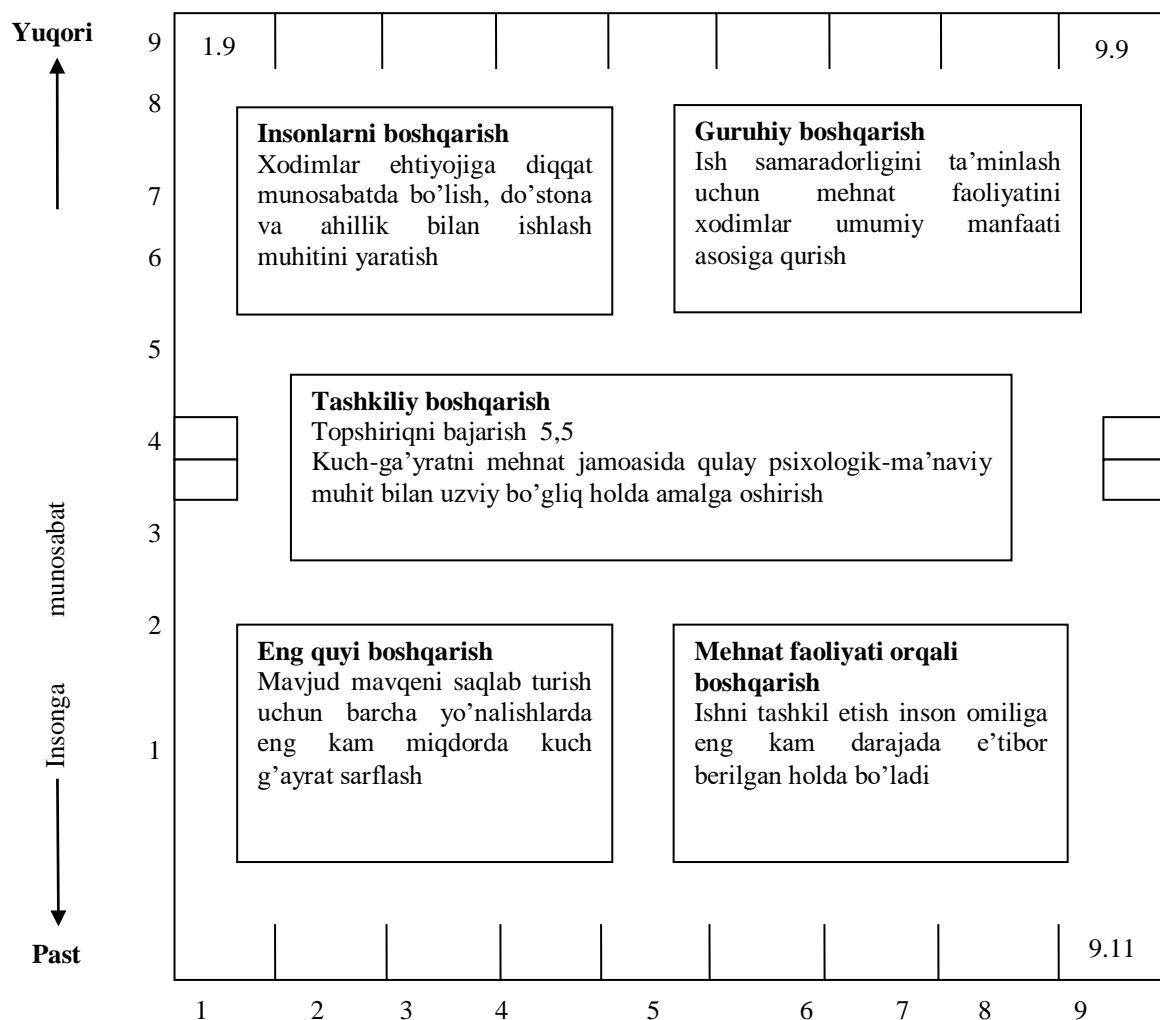 Yuqori
9
1.9
9.9
8
Insonlarni boshqarish
Xodimlar ehtiyojiga diqqat
munosabatda bo’lish, do’stona
va ahillik bilan ishlash
muhitini yaratish
Guruhiy boshqarish
Ish samaradorligini ta’minlash
uchun mehnat faoliyatini
xodimlar umumiy manfaati
asosiga qurish
7
6
5
Tashkiliy boshqarish
Topshiriqni bajarish 5,5
Kuch-ga’yratni mehnat jamoasida qulay psixologik-ma’naviy
muhit bilan uzviy bo’gliq holda amalga oshirish
4
3
Insonga munosabat
2
Eng quyi boshqarish
Mavjud mavqeni saqlab turish
uchun barcha yo’nalishlarda
eng kam miqdorda kuch
g’ayrat sarflash
Mehnat faoliyati orqali
boshqarish
Ishni tashkil etish inson omiliga
eng kam darajada e’tibor
berilgan holda bo’ladi
1
Past
9.11
1 2 3 4 5 6 7 8 9